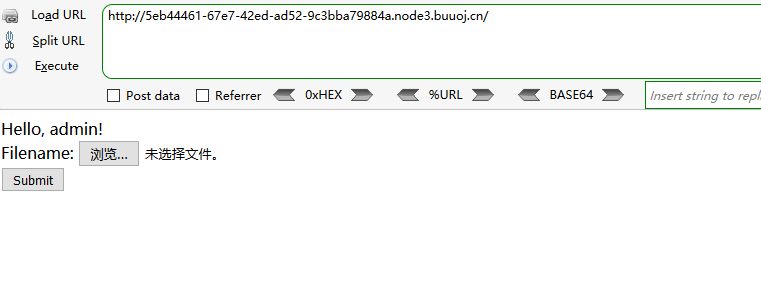 Load URL
http://5eb44461-67e7-42ed-ad52-9c3bba79884a.node3.buuoj.cn/
Split URL
Execute
Post data Referrer 0xHEX %URL BASE64 Insert string to repl
Hello, admin!
Filename: 浏览... 未选择文件。
Submit